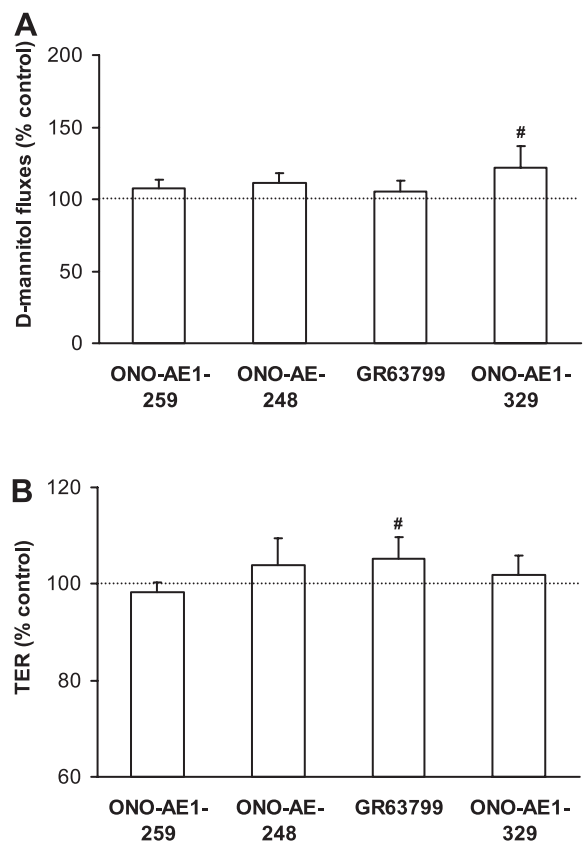 A
D-mannitol fluxes (% control)
200
150
100
50
0
#
ONO-AE1-
259
ONO-AE-
248
GR63799
ONO-AE1-
329
B
TER (% control)
120
100
80
60
#
ONO-AE1-
259
ONO-AE-
248
GR63799
ONO-AE1-
329